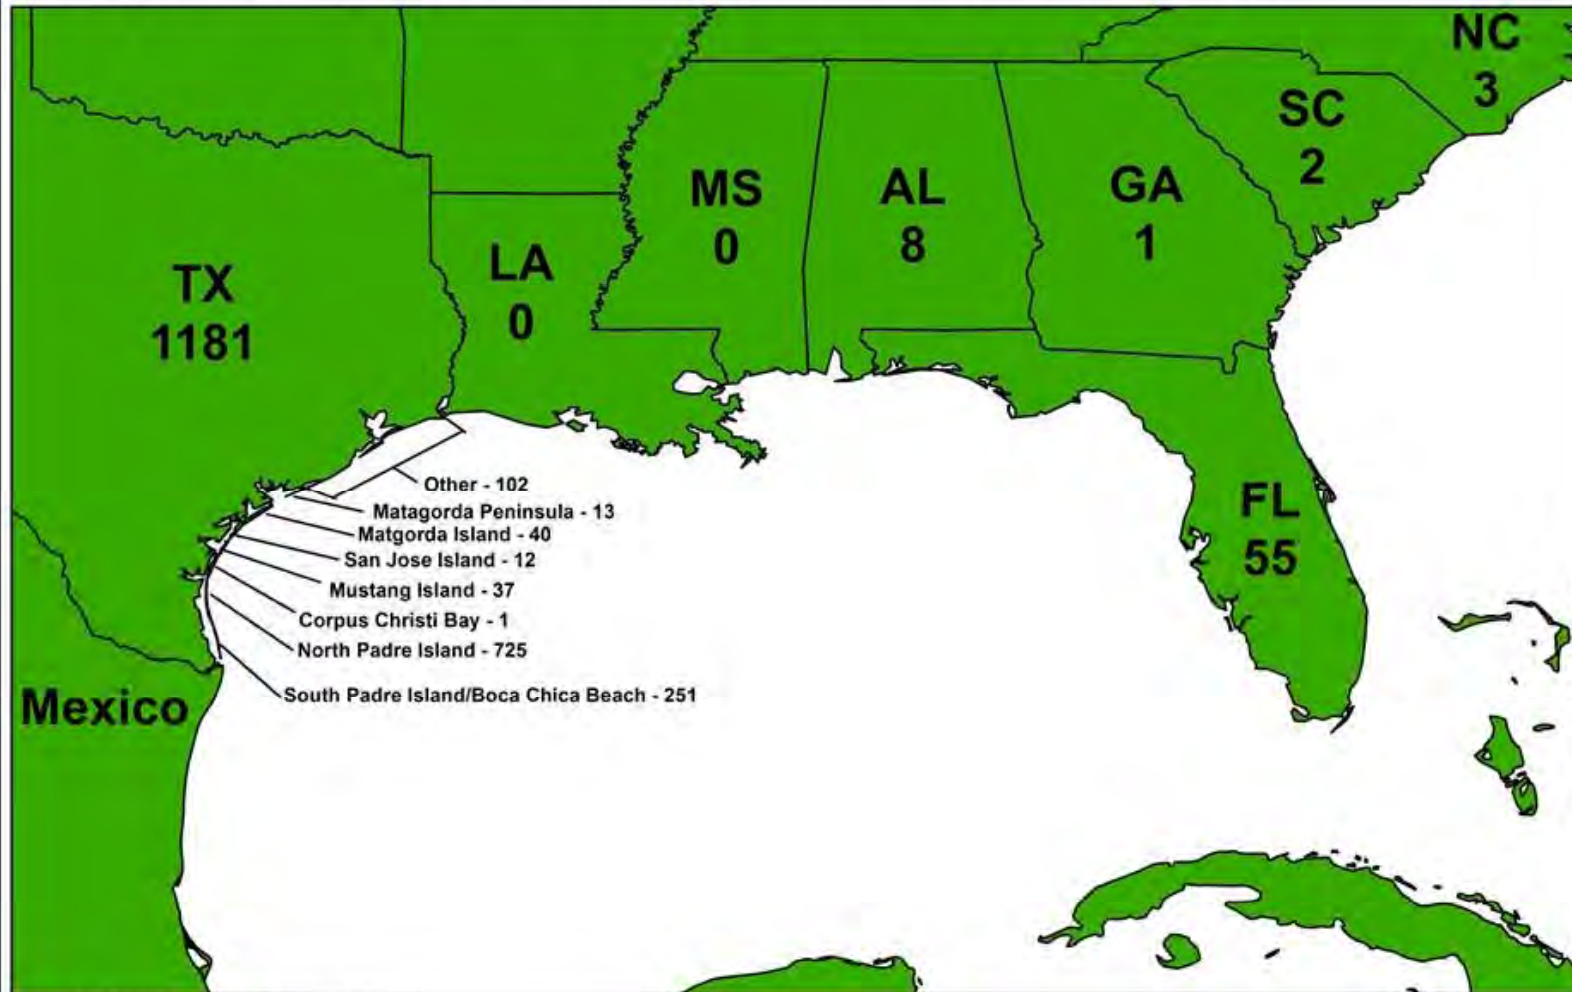 NC
3
SC
2
MS
0
AL
8
GA
1
LA
0
TX
1181
Other - 102
Matagorda Peninsula - 13
Matgorda Island - 40
San Jose Island - 12
Mustang Island - 37
Corpus Christi Bay - 1
North Padre Island - 725
South Padre Island/Boca Chica Beach - 251
FL
55
Mexico